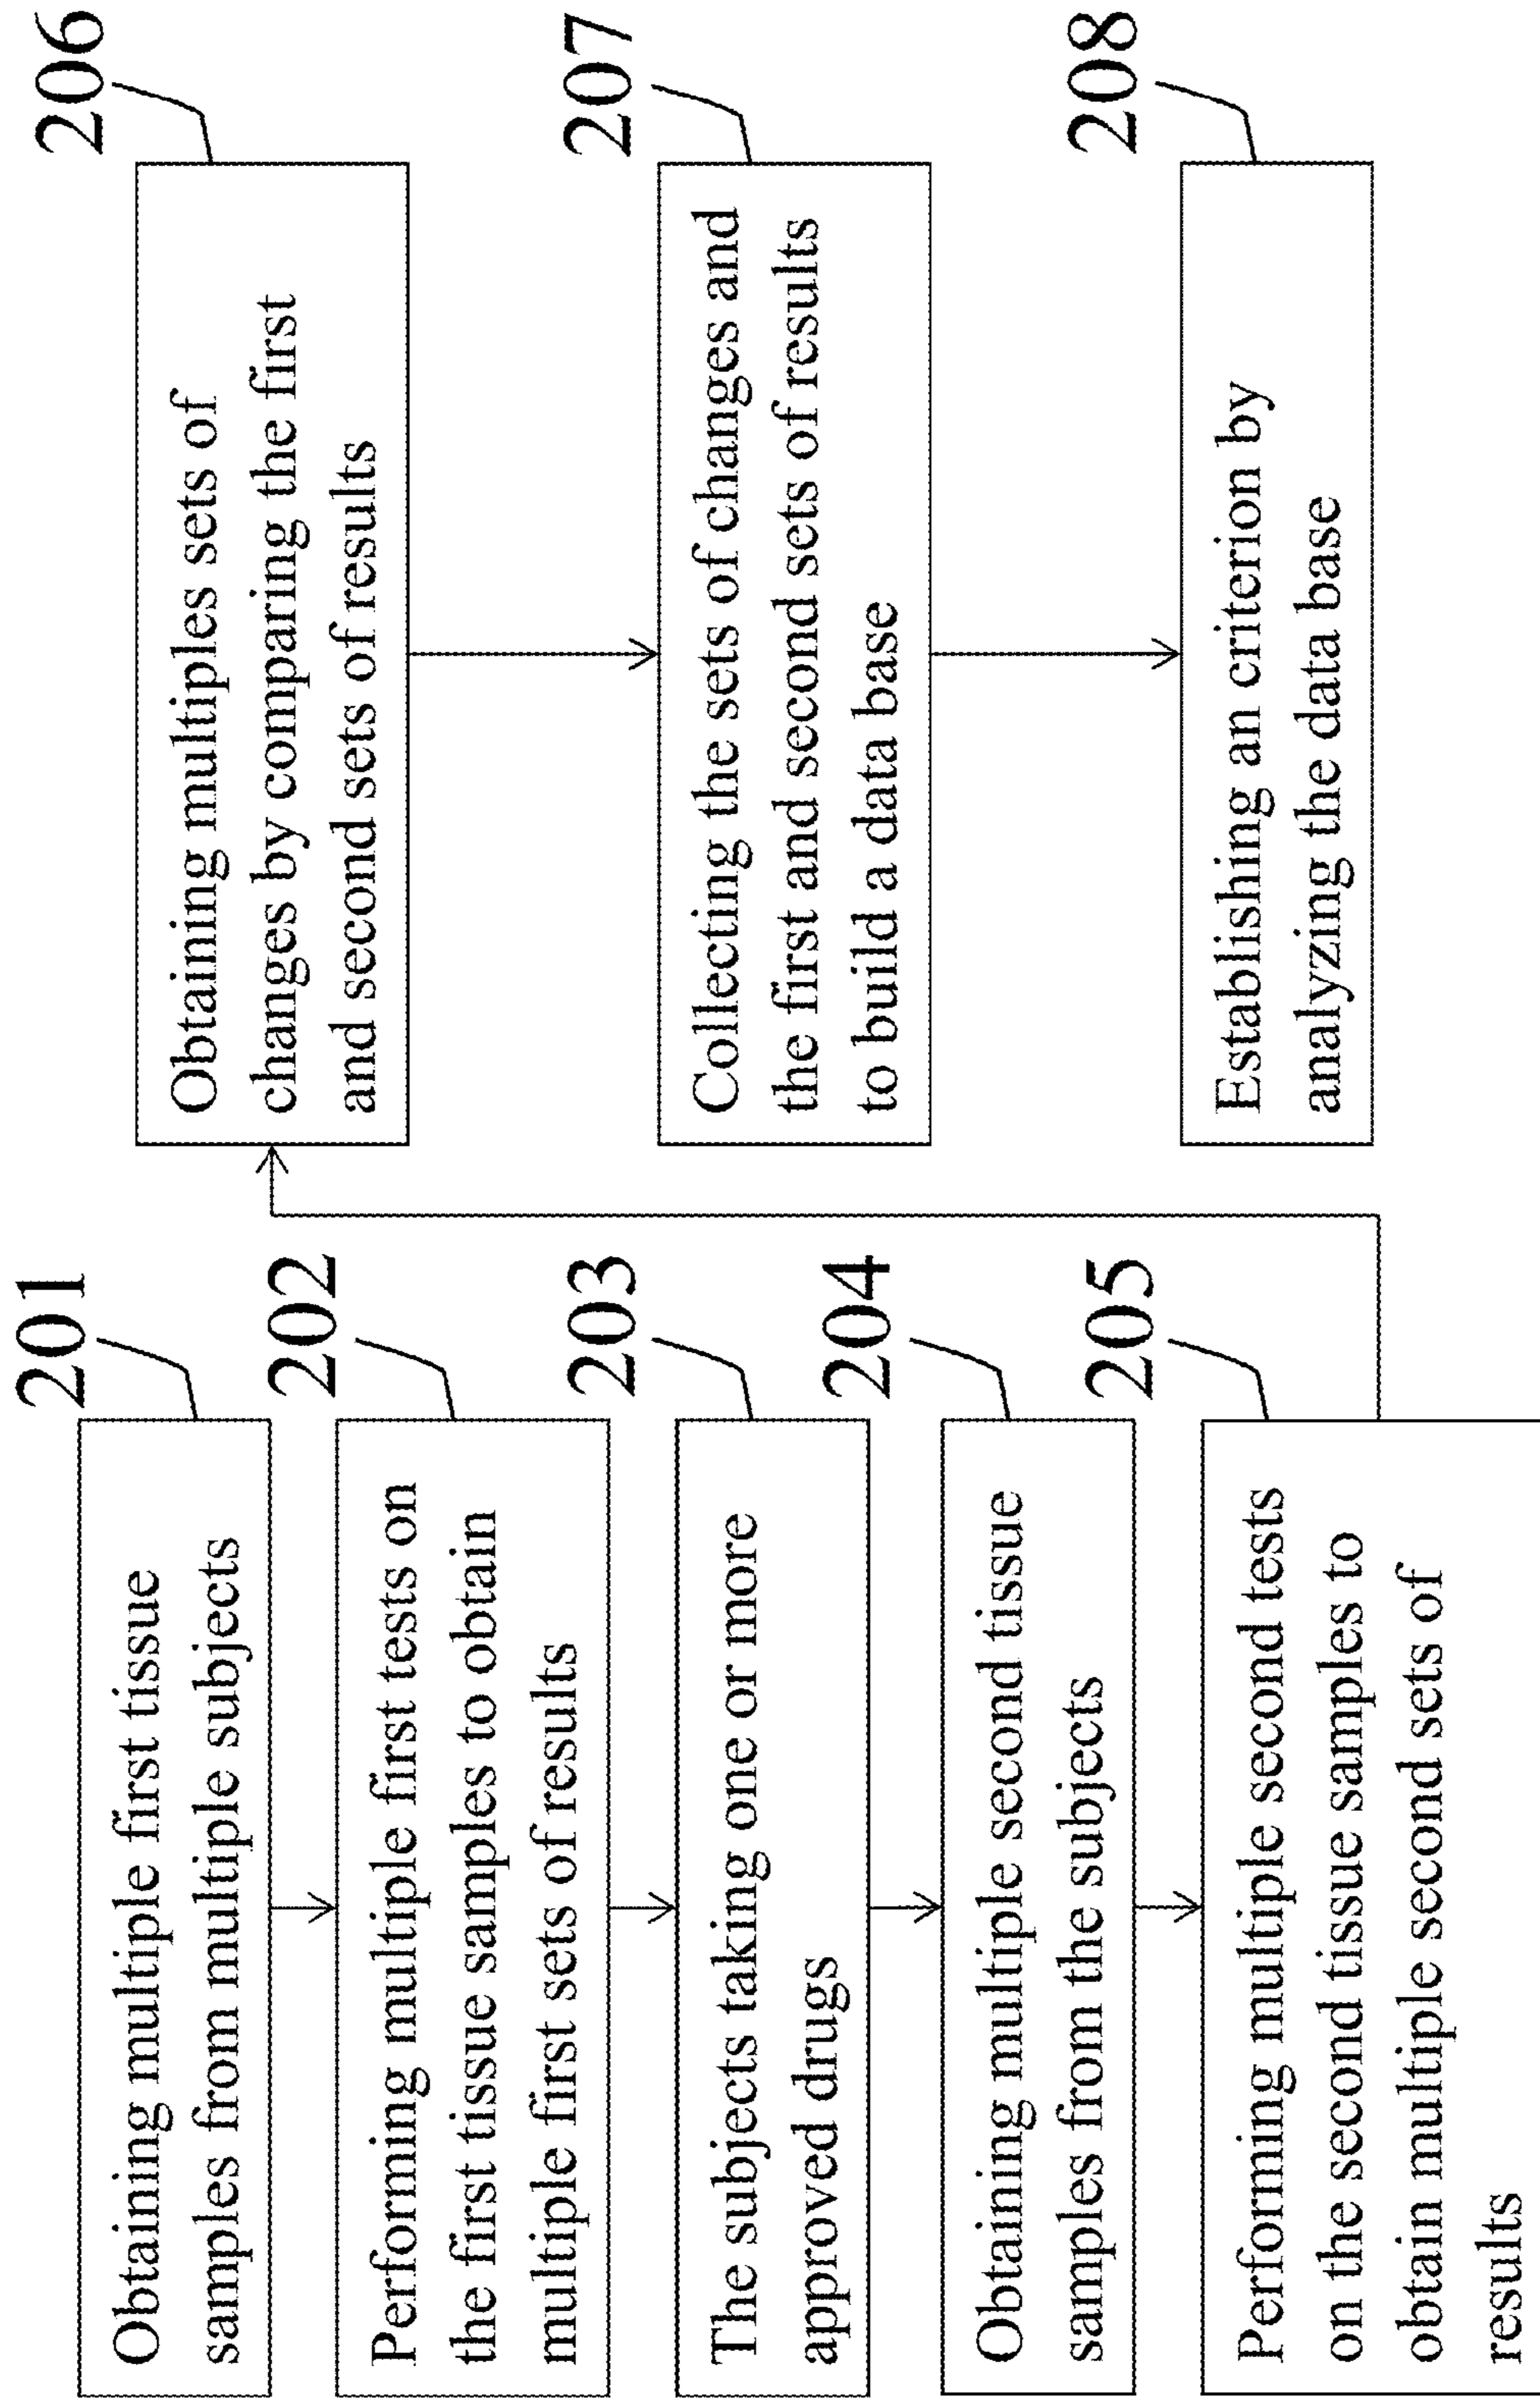 201
Obtaining multiple first tissue
samples from multiple subjects
202
Performing multiple first tests on
the first tissue samples to obtain
multiple first sets of results
203
The subjects taking one or more
approved drugs
204
Obtaining multiple second tissue
samples from the subjects
205
Performing multiple second tests
on the second tissue samples to
obtain multiple second sets of
results
206
Obtaining multiples sets of
changes by comparing the first
and second sets of results
207
Collecting the sets of changes and
the first and second sets of results
to build a data base
208
Establishing an criterion by
analyzing the data base